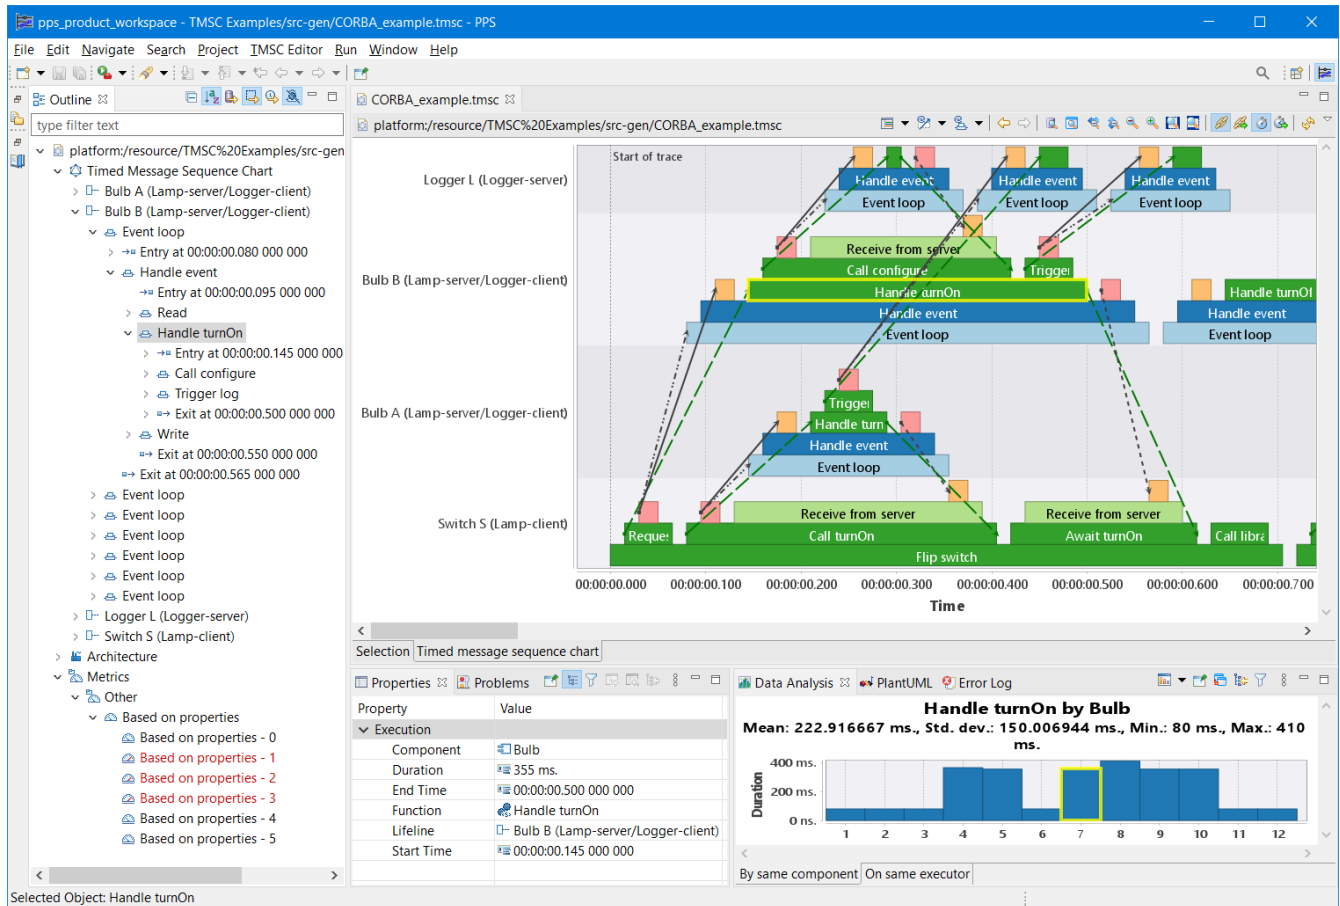 pps_product_workspace - TMSC Examples/src-gen/CORBA_example.tmsc - PPS
File Edit Navigate Search Project TMSC Editor Run Window Help
Outline
type filter text
platform:/resource/TMSC%20Examples/src-gen
Timed Message Sequence Chart
Bulb A (Lamp-server/Logger-client)
Bulb B (Lamp-server/Logger-client)
Event loop
Entry at 00:00:00.080 000 000
Handle event
Entry at 00:00:00.095 000 000
Read
Handle turnOn
Entry at 00:00:00.145 000 000
Call configure
Trigger log
Exit at 00:00:00.500 000 000
Write
Exit at 00:00:00.550 000 000
Exit at 00:00:00.565 000 000
Event loop
Event loop
Event loop
Event loop
Event loop
Event loop
Logger L (Logger-server)
Switch S (Lamp-client)
Architecture
Metrics
Other
Based on properties
Based on properties - 0
Based on properties - 1
Based on properties - 2
Based on properties - 3
Based on properties - 4
Based on properties - 5
CORBA_example.tmsc
platform:/resource/TMSC%20Examples/src-gen/CORBA_example.tmsc
Start of trace
Logger L (Logger-server)
Handle event Handle event Handle event
Event loop Event loop Event loop
Receive from server
Call configure Trigger
Bulb B (Lamp-server/Logger-client)
Handle turnOn Handle turnOf
Handle event Handle event
Event loop Event loop
Trigger
Bulb A (Lamp-server/Logger-client)
Handle turn
Handle event
Event loop
Receive from server Receive from server
Switch S (Lamp-client)
Reques Call turnOn Await turnOn Call libra
Flip switch
00:00:00.000 00:00:00.100 00:00:00.200 00:00:00.300 00:00:00.400 00:00:00.500 00:00:00.600 00:00:00.700
Time
Selection Timed message sequence chart
Properties Problems
Property Value
Execution
Component Bulb
Duration 355 ms.
End Time 00:00:00.500 000 000
Function Handle turnOn
Lifeline Bulb B (Lamp-server/Logger-client)
Start Time 00:00:00.145 000 000
Data Analysis PlantUML Error Log
Handle turnOn by Bulb
Mean: 222.916667 ms., Std. dev.: 150.006944 ms., Min.: 80 ms., Max.: 410
ms.
Duration
400 ms.
200 ms.
0 ns.
1 2 3 4 5 6 7 8 9 10 11 12
By same component On same executor
Selected Object: Handle turnOn